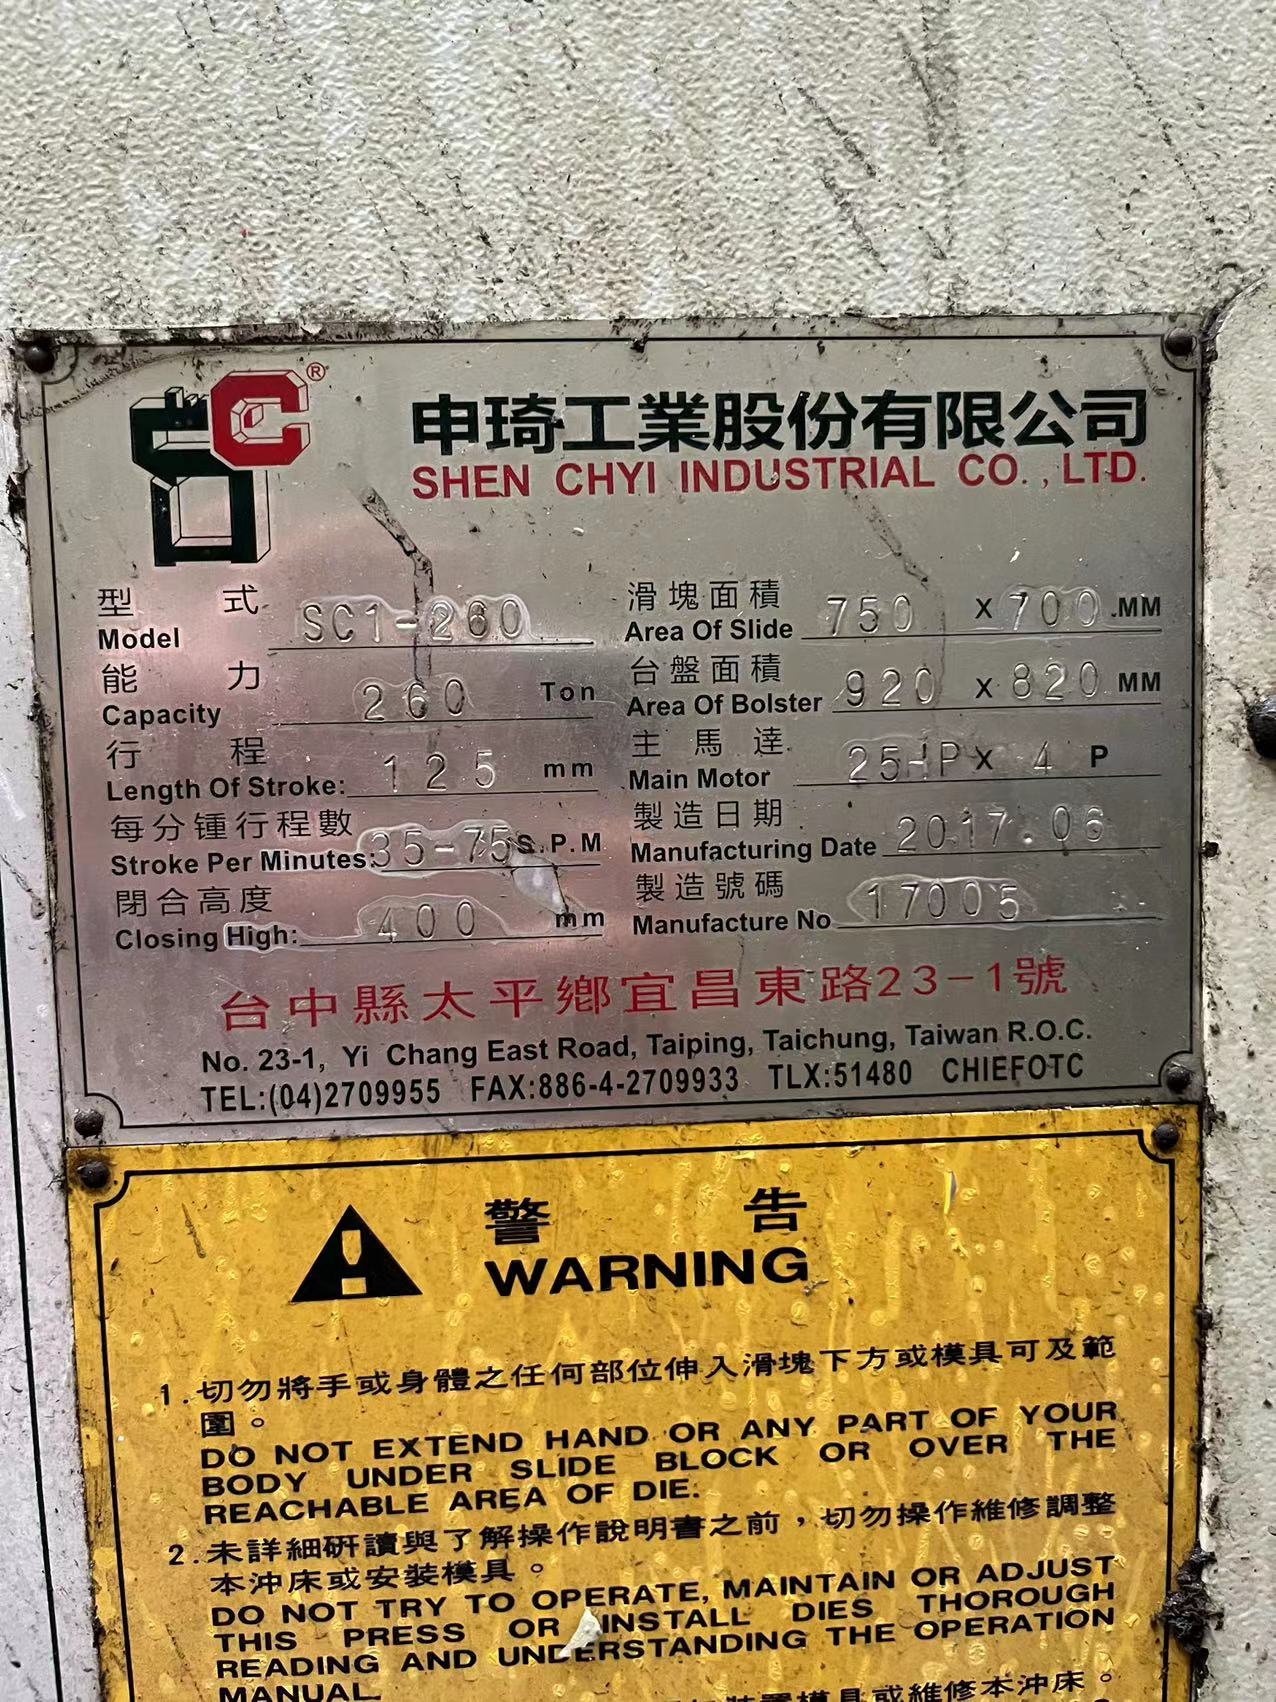 ®
申琦工業股份有限公司
SHEN CHYI INDUSTRIAL CO.,LTD.
型 式 SC1-260
Model
能 力 260 Ton
Capacity
行 程 125 mm
Length Of Stroke:
每分鍾行程數 35-75 S.P.M
Stroke Per Minutes:
閉合高度 400 mm
Closing High:
滑塊面積 750 X 700 MM
Area Of Slide
台盤面積 920 X 820 MM
Area Of Bolster
主馬達 25HP X 4 P
Main Motor
製造日期 2017.06
Manufacturing Date
製造號碼 17005
Manufacture No
台中縣太平鄉宜昌東路23-1號
No. 23-1, Yi Chang East Road, Taiping, Taichung, Taiwan R.O.C.
TEL:(04)2709955 FAX:886-4-2709933 TLX:51480 CHIEFOTC
警 告
WARNING
1.切勿將手或身體之任何部位伸入滑塊下方或模具可及範
圍。
DO NOT EXTEND HAND OR ANY PART OF YOUR
BODY UNDER SLIDE BLOCK OR OVER THE
REACHABLE AREA OF DIE.
2.未詳細研讀與了解操作說明書之前，切勿操作維修調整
本沖床或安裝模具。
DO NOT TRY TO OPERATE, MAINTAIN OR ADJUST
THIS PRESS OR INSTALL DIES THOROUGH
READING AND UNDERSTANDING THE OPERATION
MANUAL
裝置模具或維修本沖床。